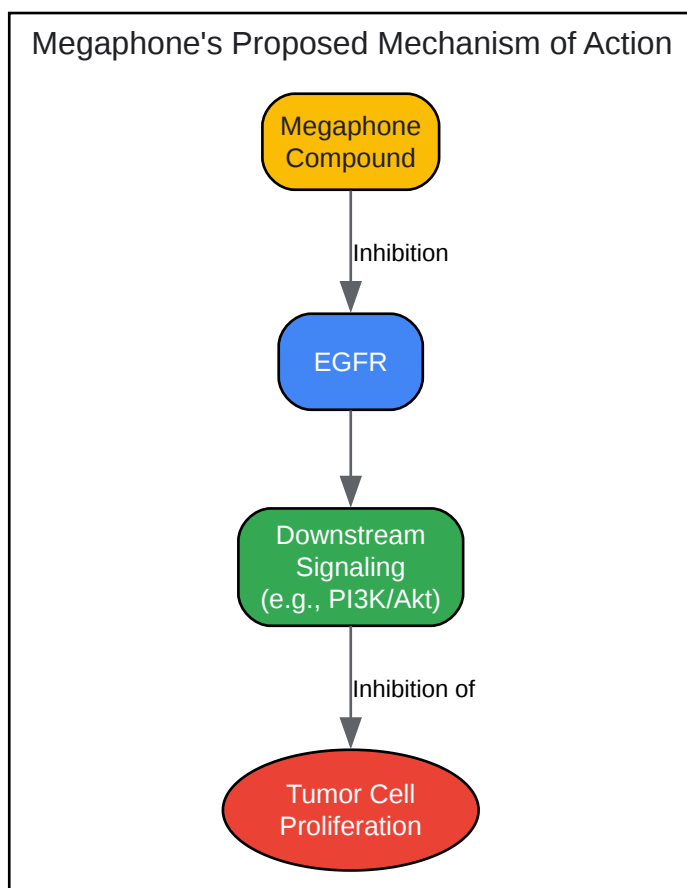 Megaphone's Proposed Mechanism of Action
Megaphone
Compound
Inhibition
EGFR
Downstream
Signaling
(e.g., PI3K/Akt)
Inhibition of
Tumor Cell
Proliferation